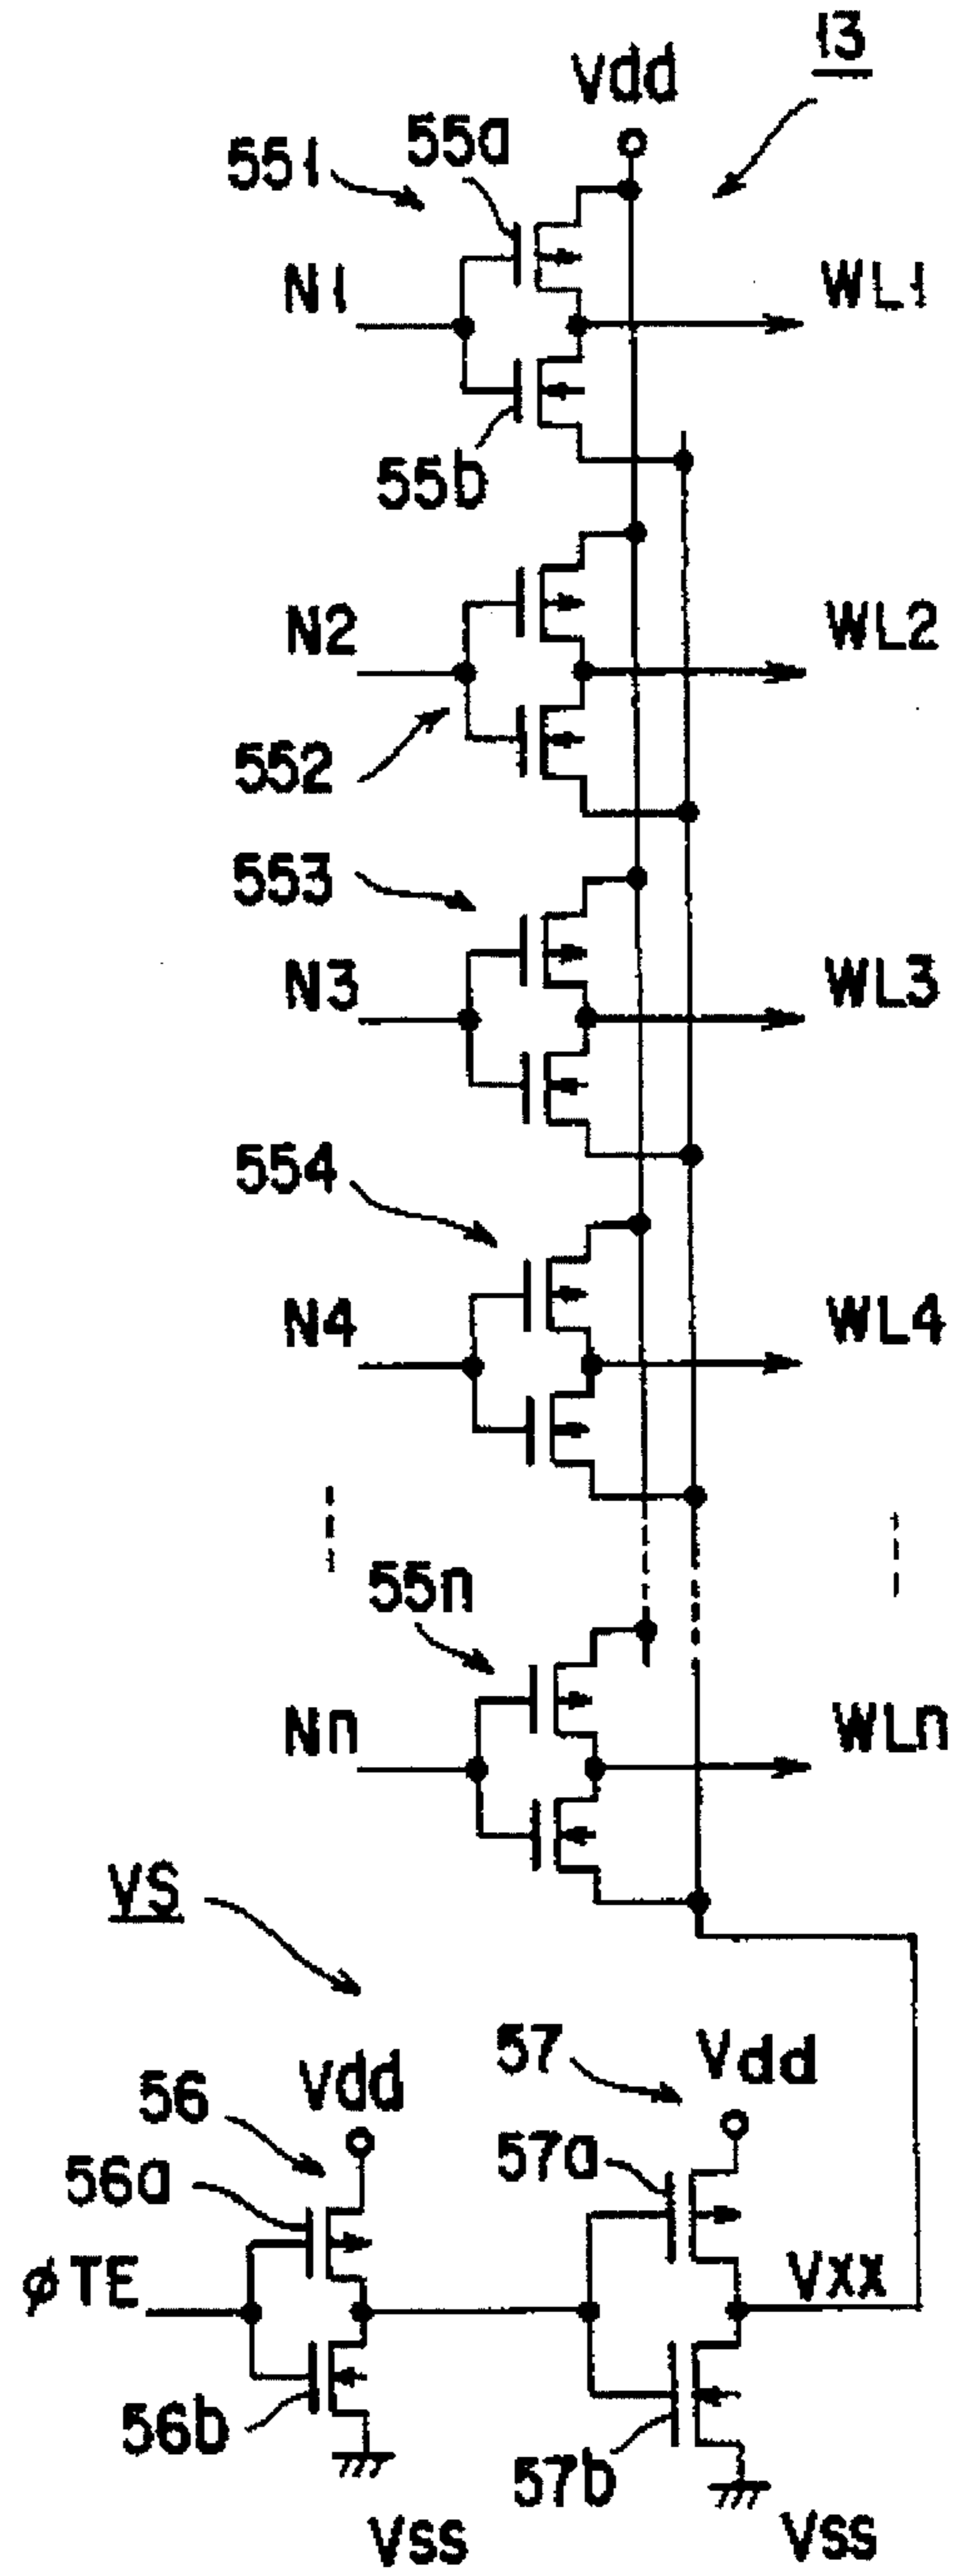 13
Vdd
55a
551
N1
WL1
55b
N2
WL2
552
553
N3
WL3
554
N4
WL4
55n
Nn
WLn
VS
57
Vdd
56
Vdd
57a
56a
φTE
Vxx
56b
57b
Vss
Vss